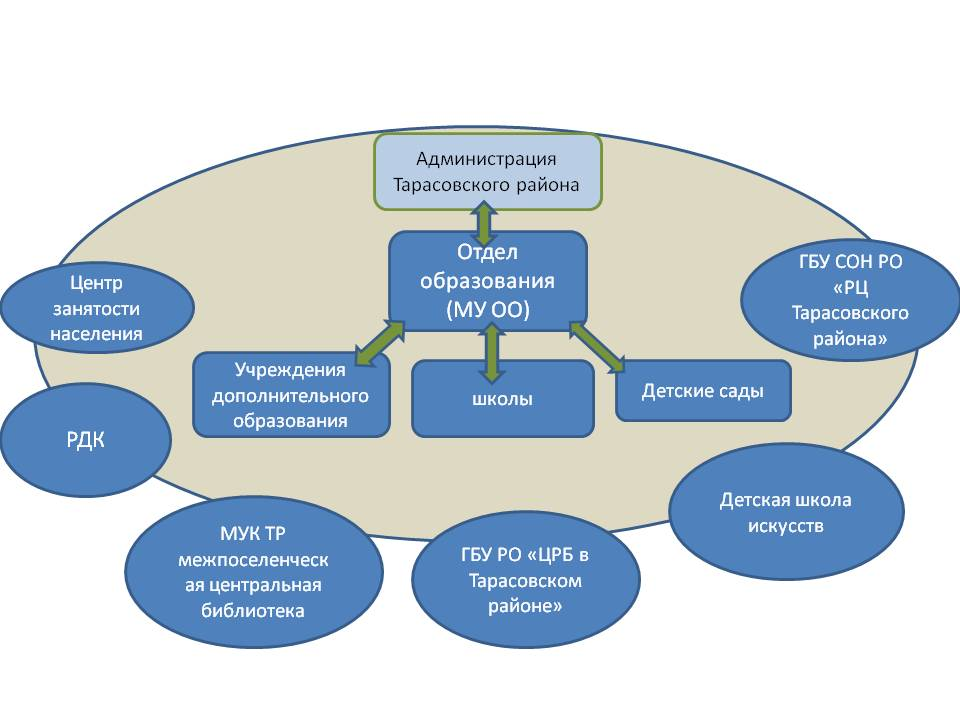 Администрация
Тарасовского района
Отдел
образования
(МУ ОО)
ГБУ СОН РО
«РЦ
Тарасовского
района»
Центр
занятости
населения
Учреждения
дополнительного
образования
школы
Детские сады
РДК
Детская школа
искусств
МУК ТР
межпоселенческ
ая центральная
библиотека
ГБУ РО «ЦРБ в
Тарасовском
районе»